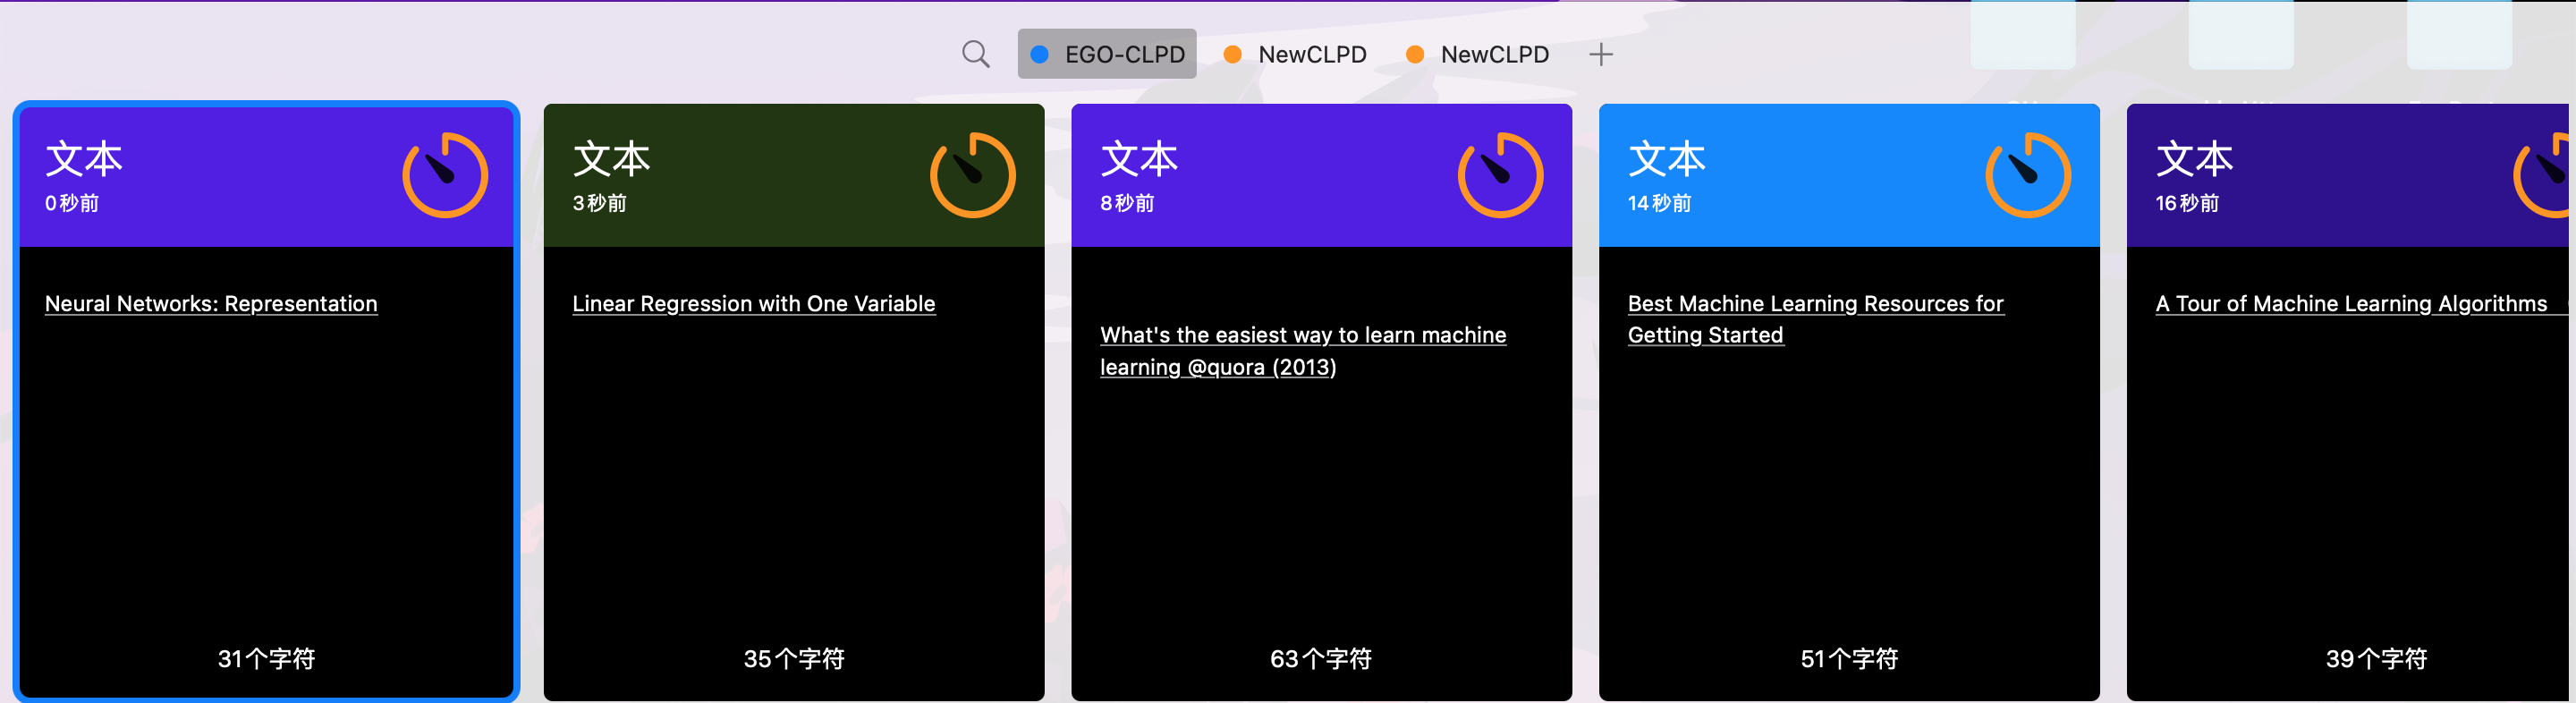 EGO-CLPD NewCLPD NewCLPD
文本
0秒前
Neural Networks: Representation
31个字符
文本
3秒前
Linear Regression with One Variable
35个字符
文本
8秒前
What's the easiest way to learn machine
learning @quora (2013)
63个字符
文本
14秒前
Best Machine Learning Resources for
Getting Started
51个字符
文本
16秒前
A Tour of Machine Learning Algorithms
39个字符